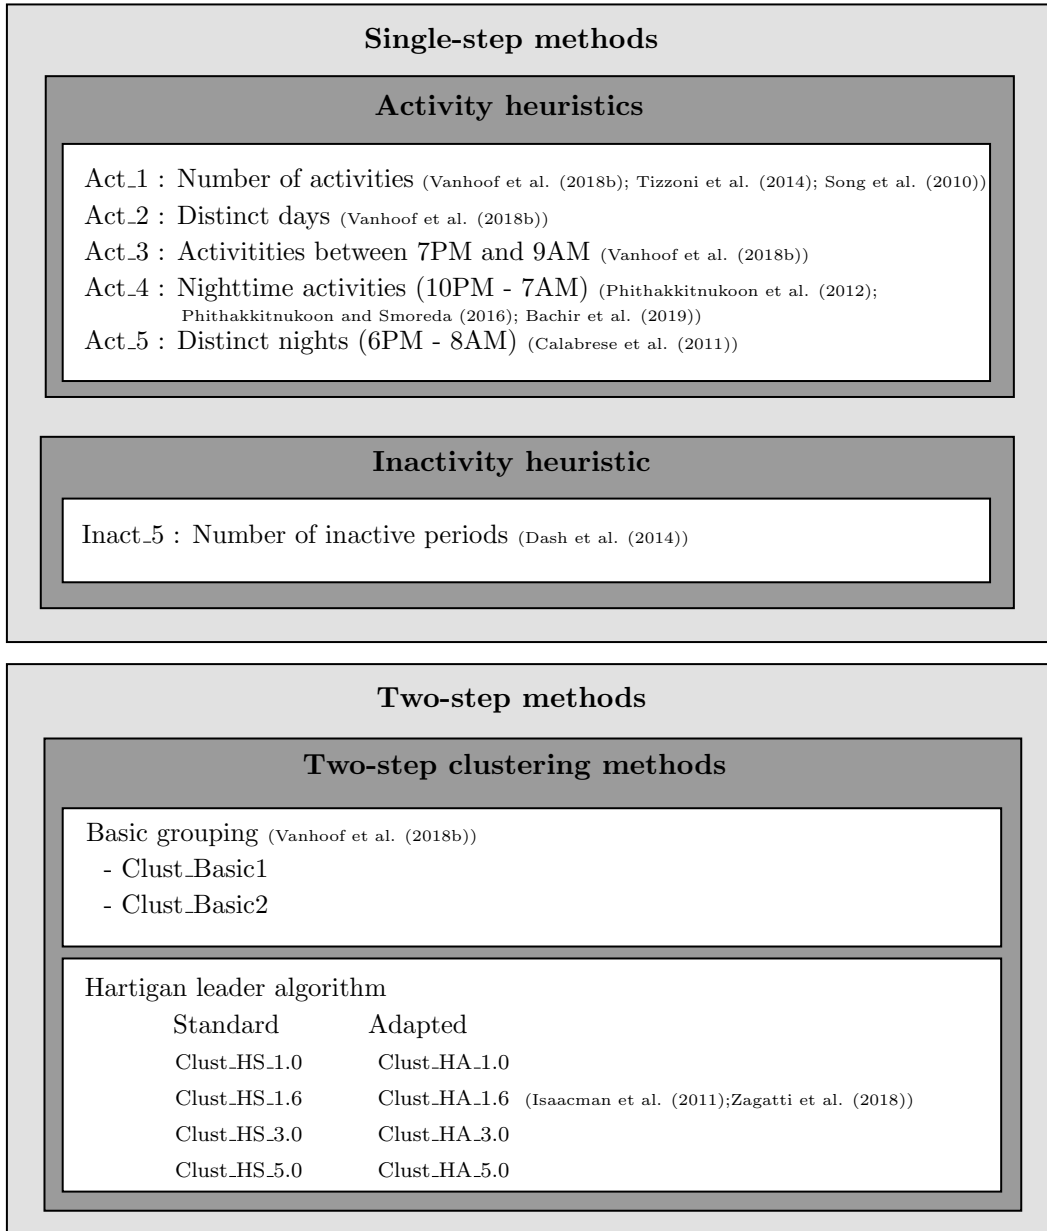 Single-step methods
Activity heuristics
Act_1 : Number of activities (Vanhoof et al. (2018b); Tizzoni et al. (2014); Song et al. (2010))
Act_2 : Distinct days (Vanhoof et al. (2018b))
Act_3 : Activitities between 7PM and 9AM (Vanhoof et al. (2018b))
Act_4 : Nighttime activities (10PM - 7AM) (Phithakkitnukoon et al. (2012);
Phithakkitnukoon and Smoreda (2016); Bachir et al. (2019))
Act_5 : Distinct nights (6PM - 8AM) (Calabrese et al. (2011))
Inactivity heuristic
Inact_5 : Number of inactive periods (Dash et al. (2014))
Two-step methods
Two-step clustering methods
Basic grouping (Vanhoof et al. (2018b))
- Clust_Basic1
- Clust_Basic2
Hartigan leader algorithm
Standard Adapted
Clust_HS_1.0 Clust_HA_1.0
Clust_HS_1.6 Clust_HA_1.6 (Isaacman et al. (2011);Zagatti et al. (2018))
Clust_HS_3.0 Clust_HA_3.0
Clust_HS_5.0 Clust_HA_5.0